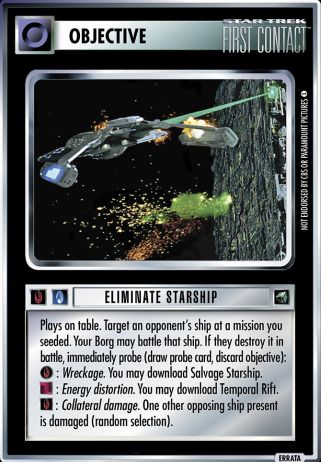 OBJECTIVE
STAR TREK
FIRST CONTACT
NOT ENDORSED BY CBS OR PARAMOUNT PICTURES
ELIMINATE STARSHIP
Plays on table. Target an opponent's ship at a mission you
seeded. Your Borg may battle that ship. If they destroy it in
battle, immediately probe (draw probe card, discard objective):
: Wreckage. You may download Salvage Starship.
: Energy distortion. You may download Temporal Rift.
: Collateral damage. One other opposing ship present
is damaged (random selection).
ERRATA